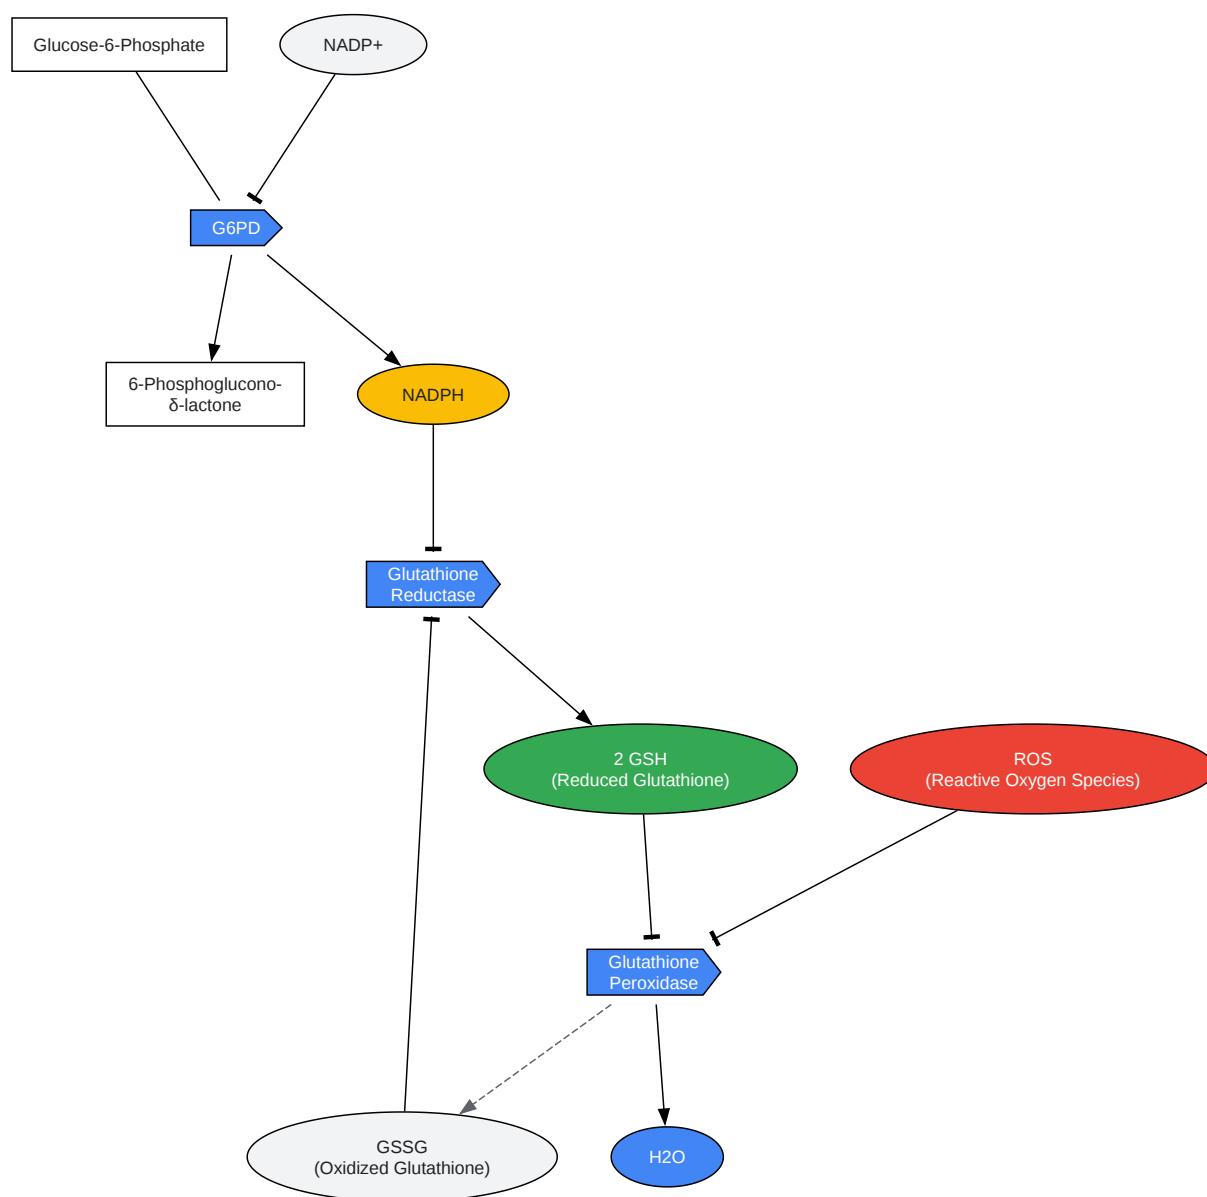 Glucose-6-Phosphate
NADP+
G6PD
6-Phosphoglucono-
δ-lactone
NADPH
Glutathione
Reductase
2 GSH
(Reduced Glutathione)
ROS
(Reactive Oxygen Species)
Glutathione
Peroxidase
GSSG
(Oxidized Glutathione)
H2O